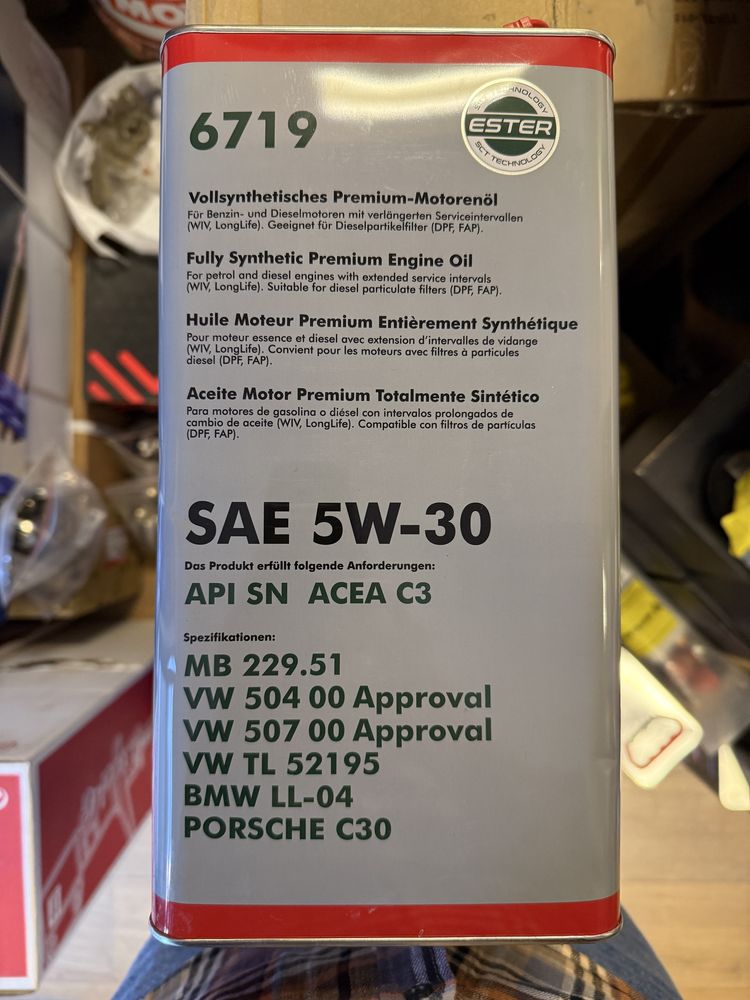 6719
SCT TECHNOLOGY
ESTER
SCT TECHNOLOGY
Vollsynthetisches Premium-Motorenöl
Für Benzin- und Dieselmotoren mit verlängerten Serviceintervallen
(WIV, LongLife). Geeignet für Dieselpartikelfilter (DPF, FAP).
Fully Synthetic Premium Engine Oil
For petrol and diesel engines with extended service intervals
(WIV, LongLife). Suitable for diesel particulate filters (DPF, FAP).
Huile Moteur Premium Entièrement Synthétique
Pour moteur essence et diesel avec extension d'intervalles de vidange
(WIV, LongLife). Convient pour les moteurs avec filtres à particules
diesel (DPF, FAP).
Aceite Motor Premium Totalmente Sintético
Para motores de gasolina o diésel con intervalos prolongados de
cambio de aceite (WIV, LongLife). Compatible con filtros de partículas
(DPF, FAP).
SAE 5W-30
Das Produkt erfüllt folgende Anforderungen:
API SN ACEA C3
Spezifikationen:
MB 229.51
VW 504 00 Approval
VW 507 00 Approval
VW TL 52195
BMW LL-04
PORSCHE C30